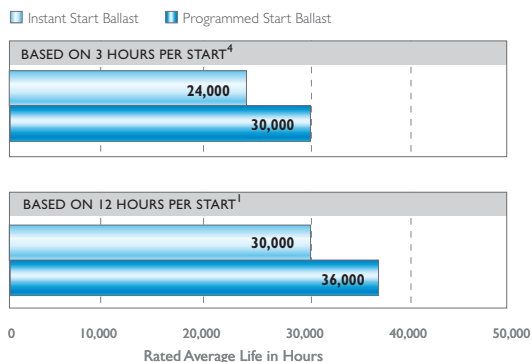 Instant Start Ballast Programmed Start Ballast
BASED ON 3 HOURS PER START4
24,000
30,000
BASED ON 12 HOURS PER START1
30,000
36,000
0 10,000 20,000 30,000 40,000 50,000
Rated Average Life in Hours